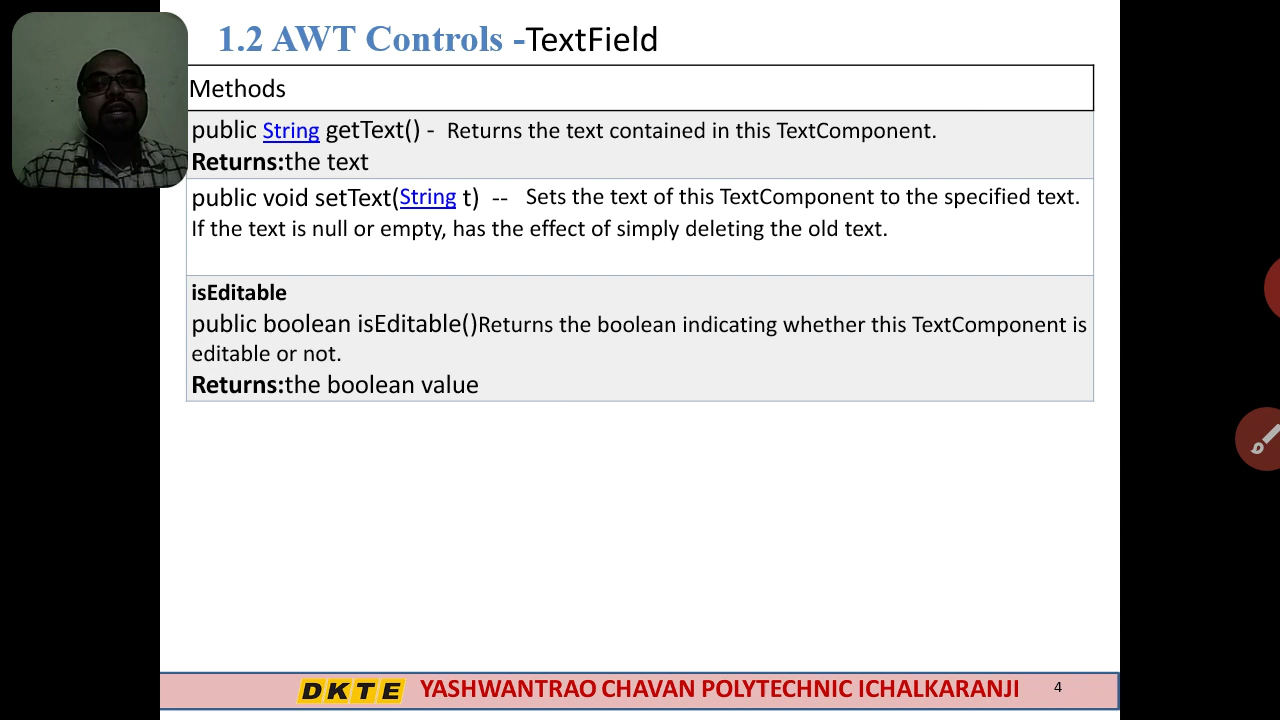 1.2 AWT Controls -TextField
Methods
public String getText() - Returns the text contained in this TextComponent.
Returns:the text
public void setText(String t) -- Sets the text of this TextComponent to the specified text.
If the text is null or empty, has the effect of simply deleting the old text.
isEditable
public boolean isEditable()Returns the boolean indicating whether this TextComponent is
editable or not.
Returns:the boolean value
DKTE YASHWANTRAO CHAVAN POLYTECHNIC ICHALKARANJI 4